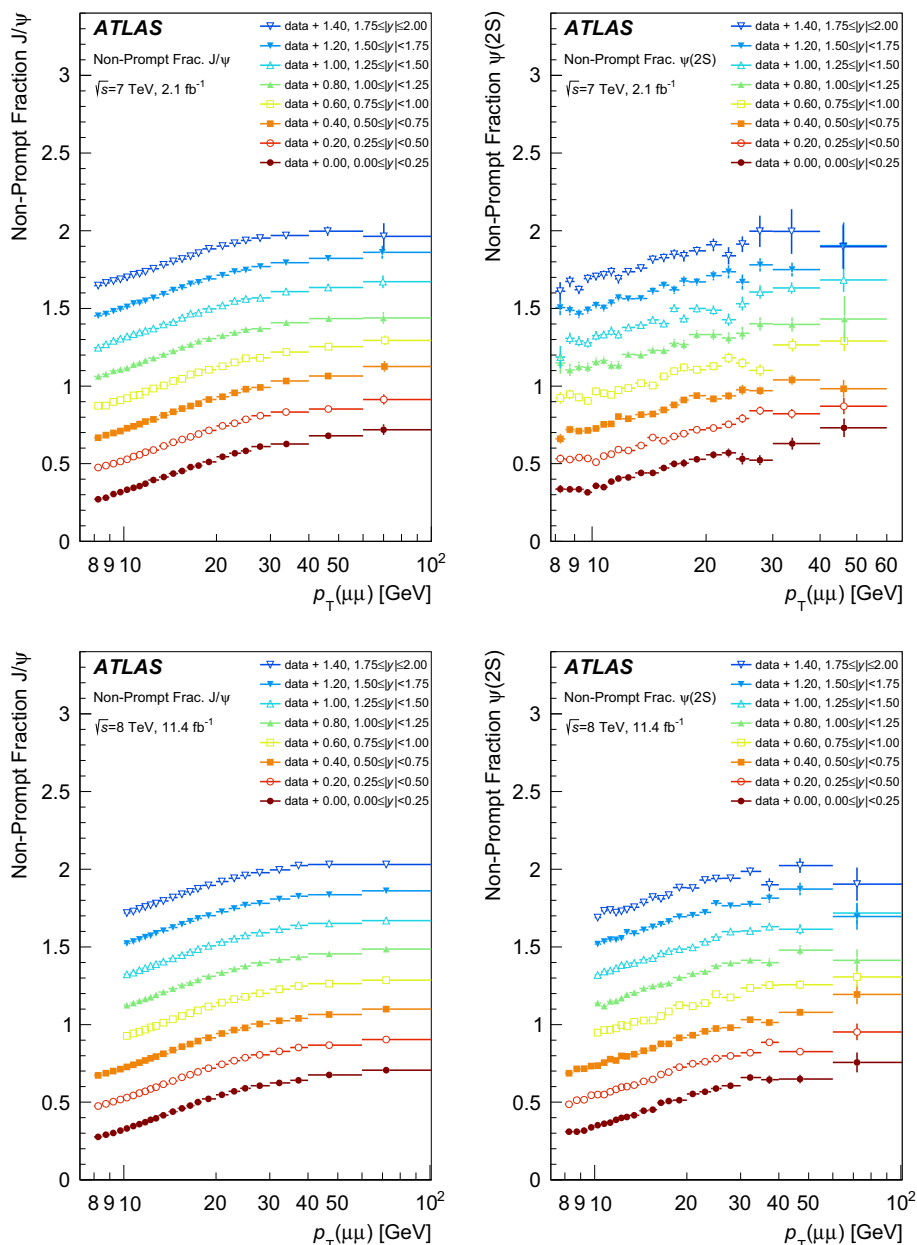 Non-Prompt Fraction J/ψ
ATLAS
Non-Prompt Frac. J/ψ
√s=7 TeV, 2.1 fb⁻¹
data + 1.40, 1.75≤|y|≤2.00
data + 1.20, 1.50≤|y|<1.75
data + 1.00, 1.25≤|y|<1.50
data + 0.80, 1.00≤|y|<1.25
data + 0.60, 0.75≤|y|<1.00
data + 0.40, 0.50≤|y|<0.75
data + 0.20, 0.25≤|y|<0.50
data + 0.00, 0.00≤|y|<0.25
3
2.5
2
1.5
1
0.5
0
8 9 10 20 30 40 50 10²
p_T(μμ) [GeV]
Non-Prompt Fraction ψ(2S)
ATLAS
Non-Prompt Frac. ψ(2S)
√s=7 TeV, 2.1 fb⁻¹
data + 1.40, 1.75≤|y|≤2.00
data + 1.20, 1.50≤|y|<1.75
data + 1.00, 1.25≤|y|<1.50
data + 0.80, 1.00≤|y|<1.25
data + 0.60, 0.75≤|y|<1.00
data + 0.40, 0.50≤|y|<0.75
data + 0.20, 0.25≤|y|<0.50
data + 0.00, 0.00≤|y|<0.25
3
2.5
2
1.5
1
0.5
0
8 9 10 20 30 40 50 60
p_T(μμ) [GeV]
Non-Prompt Fraction J/ψ
ATLAS
Non-Prompt Frac. J/ψ
√s=8 TeV, 11.4 fb⁻¹
data + 1.40, 1.75≤|y|≤2.00
data + 1.20, 1.50≤|y|<1.75
data + 1.00, 1.25≤|y|<1.50
data + 0.80, 1.00≤|y|<1.25
data + 0.60, 0.75≤|y|<1.00
data + 0.40, 0.50≤|y|<0.75
data + 0.20, 0.25≤|y|<0.50
data + 0.00, 0.00≤|y|<0.25
3
2.5
2
1.5
1
0.5
0
8 9 10 20 30 40 50 10²
p_T(μμ) [GeV]
Non-Prompt Fraction ψ(2S)
ATLAS
Non-Prompt Frac. ψ(2S)
√s=8 TeV, 11.4 fb⁻¹
data + 1.40, 1.75≤|y|≤2.00
data + 1.20, 1.50≤|y|<1.75
data + 1.00, 1.25≤|y|<1.50
data + 0.80, 1.00≤|y|<1.25
data + 0.60, 0.75≤|y|<1.00
data + 0.40, 0.50≤|y|<0.75
data + 0.20, 0.25≤|y|<0.50
data + 0.00, 0.00≤|y|<0.25
3
2.5
2
1.5
1
0.5
0
8 9 10 20 30 40 50 10²
p_T(μμ) [GeV]